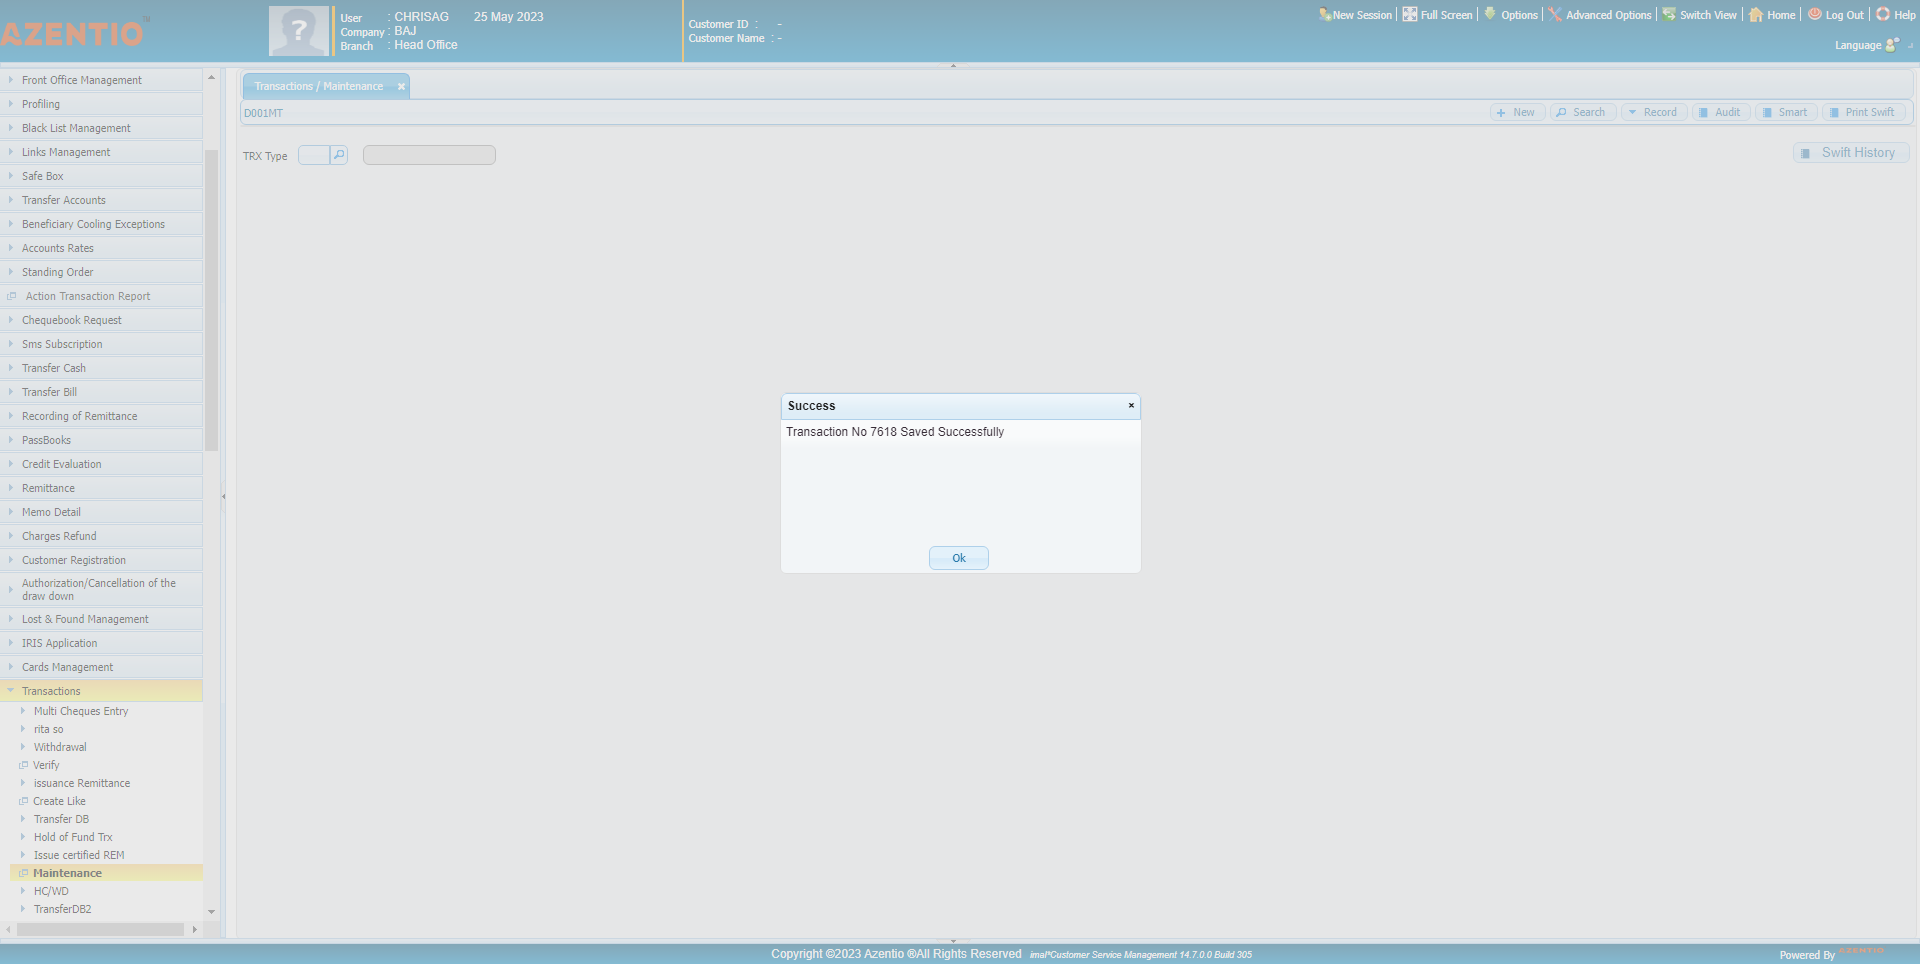 AZENTIO™
User : CHRISAG 25 May 2023
Company : BAJ
Branch : Head Office
Customer ID : -
Customer Name : -
New Session Full Screen Options Advanced Options Switch View Home Log Out Help
Language
Front Office Management
Profiling
Black List Management
Links Management
Safe Box
Transfer Accounts
Beneficiary Cooling Exceptions
Accounts Rates
Standing Order
Action Transaction Report
Chequebook Request
Sms Subscription
Transfer Cash
Transfer Bill
Recording of Remittance
PassBooks
Credit Evaluation
Remittance
Memo Detail
Charges Refund
Customer Registration
Authorization/Cancellation of the
draw down
Lost & Found Management
IRIS Application
Cards Management
Transactions
Multi Cheques Entry
rita so
Withdrawal
Verify
issuance Remittance
Create Like
Transfer DB
Hold of Fund Trx
Issue certified REM
Maintenance
HC/WD
TransferDB2
Transactions / Maintenance
D001MT
New Search Record Audit Smart Print Swift
TRX Type
Swift History
Success
Transaction No 7618 Saved Successfully
Ok
Copyright ©2023 Azentio ®All Rights Reserved imal*Customer Service Management 14.7.0.0 Build 305
Powered By AZENTIO